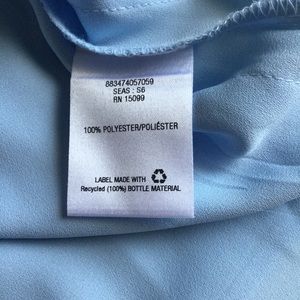 883474057059
SEAS : S6
RN 15099
100% POLYESTER/POLIÉSTER
LABEL MADE WITH
Recycled (100%) BOTTLE MATERIAL